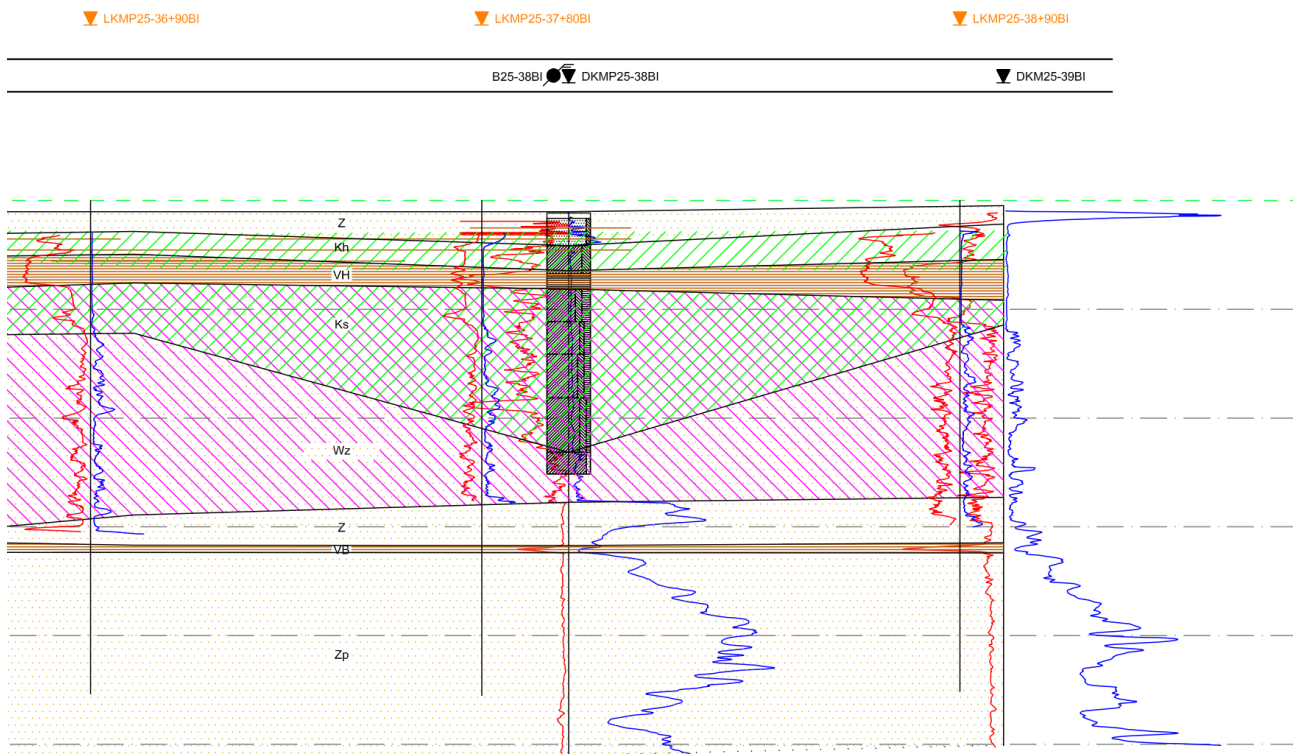 LKMP25-36+90BI LKMP25-37+80BI LKMP25-38+90BI
B25-38BI DKMP25-38BI DKM25-39BI
Z
Kh
VH
Ks
Wz
Z
VB
Zp